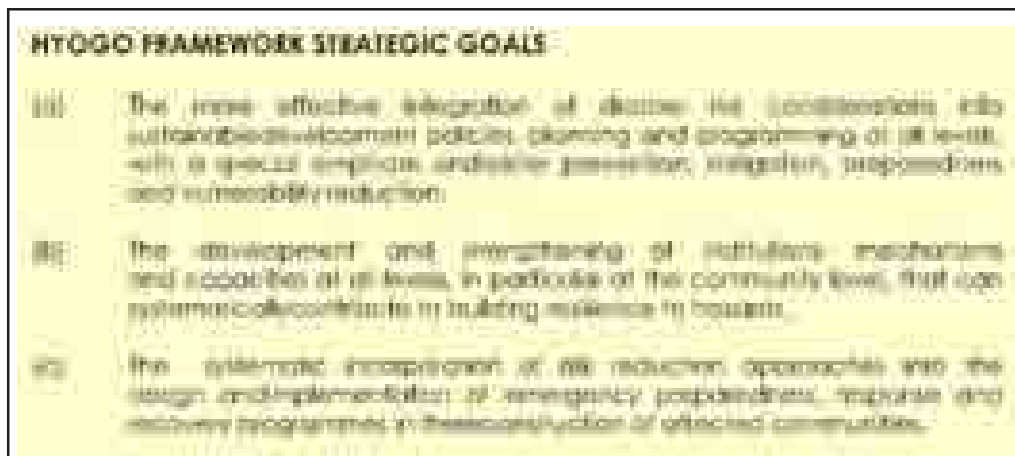 HYOGO FRAMEWORK STRATEGIC GOALS
(a) The more effective integration of disaster risk considerations into
sustainable development policies, planning and programming at all levels,
with a special emphasis on disaster prevention, mitigation, preparedness
and vulnerability reduction.
(b) The development and strengthening of institutions mechanisms
and capacities at all levels, in particular at the community level, that can
systematically contribute to building resilience to hazards.
(c) The systematic incorporation of risk reduction approaches into the
design and implementation of emergency preparedness, response and
recovery programmes in the reconstruction of affected communities.